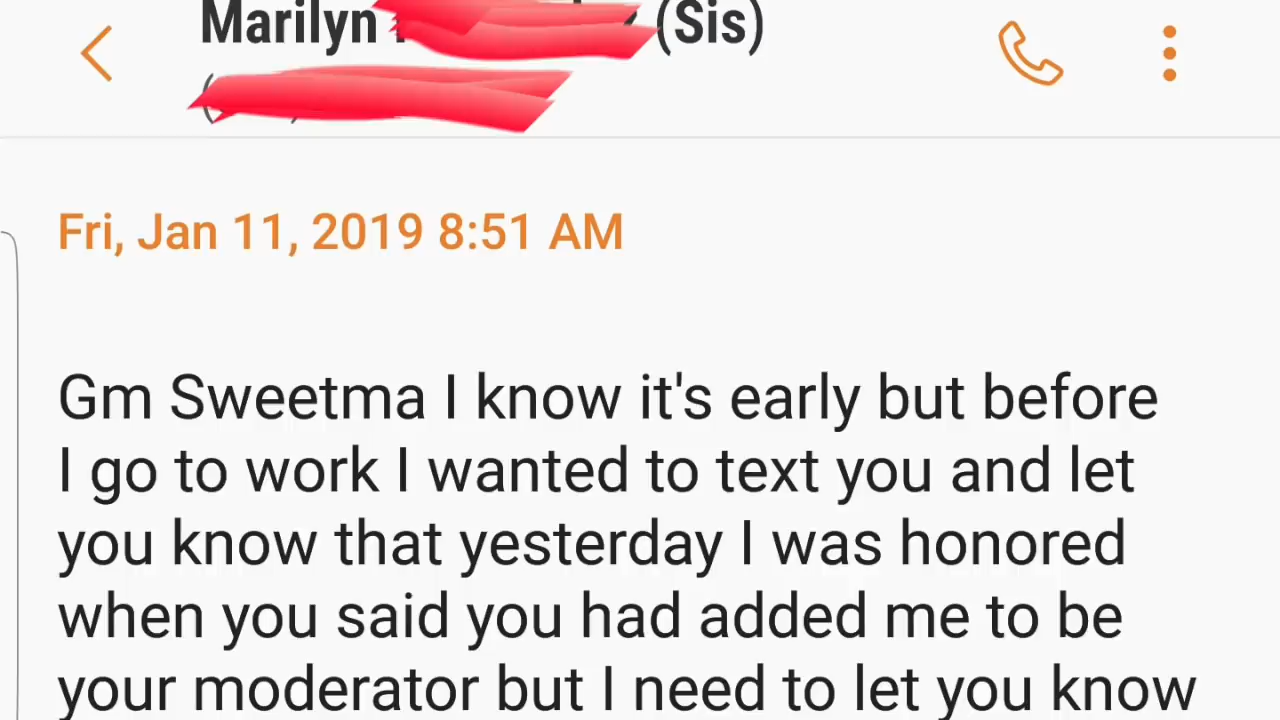 Marilyn (Sis)
Fri, Jan 11, 2019 8:51 AM
Gm Sweetma I know it's early but before
I go to work I wanted to text you and let
you know that yesterday I was honored
when you said you had added me to be
your moderator but I need to let you know